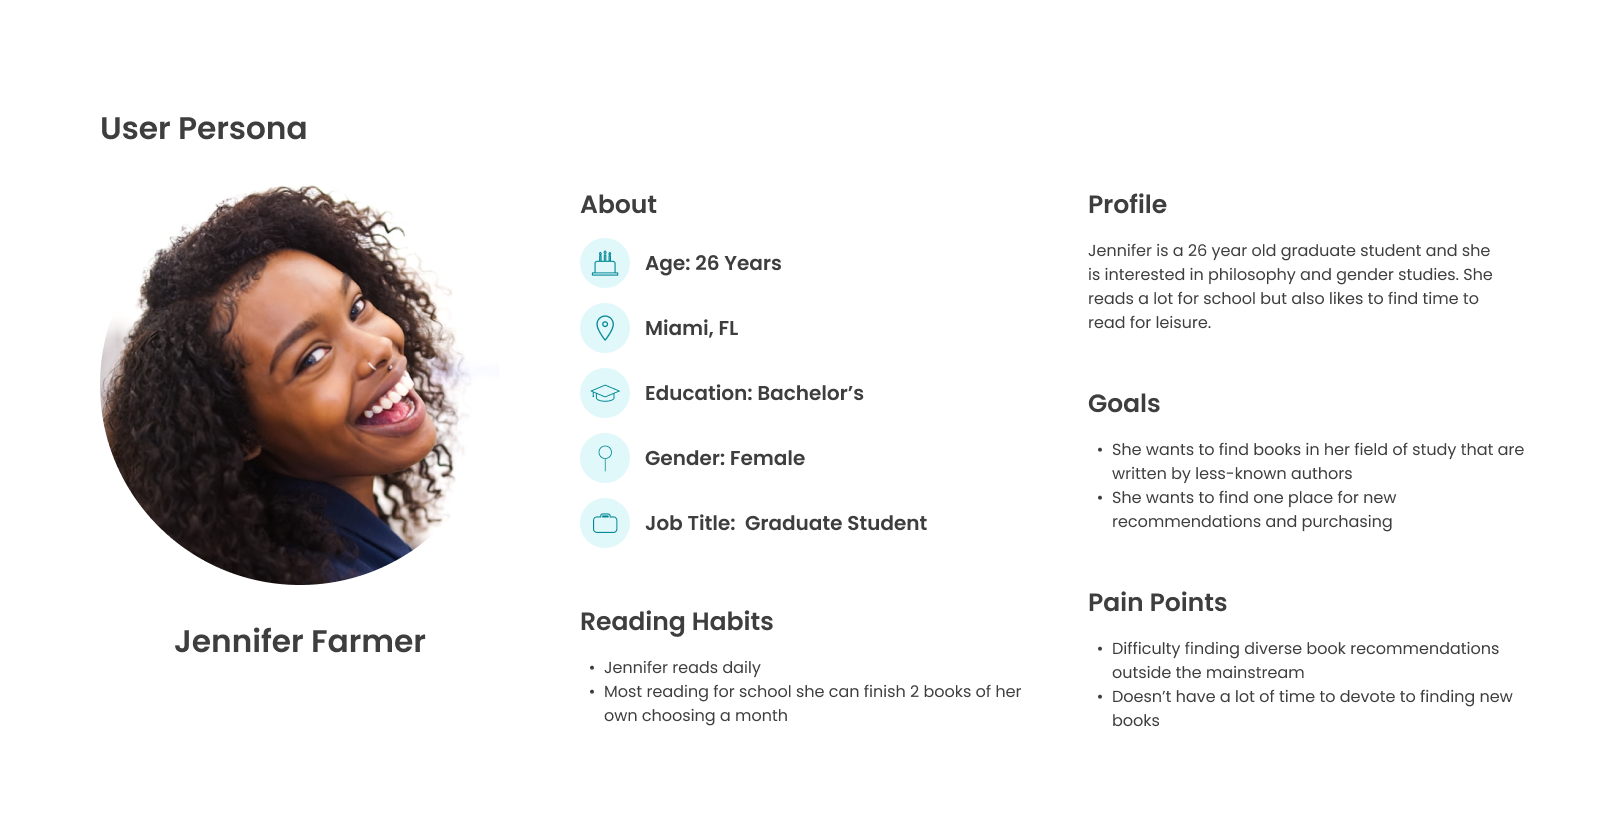 User Persona
Jennifer Farmer
About
Age: 26 Years
Miami, FL
Education: Bachelor’s
Gender: Female
Job Title:  Graduate Student
Reading Habits
• Jennifer reads daily
• Most reading for school she can finish 2 books of her
own choosing a month
Profile
Jennifer is a 26 year old graduate student and she
is interested in philosophy and gender studies. She
reads a lot for school but also likes to find time to
read for leisure.
Goals
• She wants to find books in her field of study that are
written by less-known authors
• She wants to find one place for new
recommendations and purchasing
Pain Points
• Difficulty finding diverse book recommendations
outside the mainstream
• Doesn’t have a lot of time to devote to finding new
books